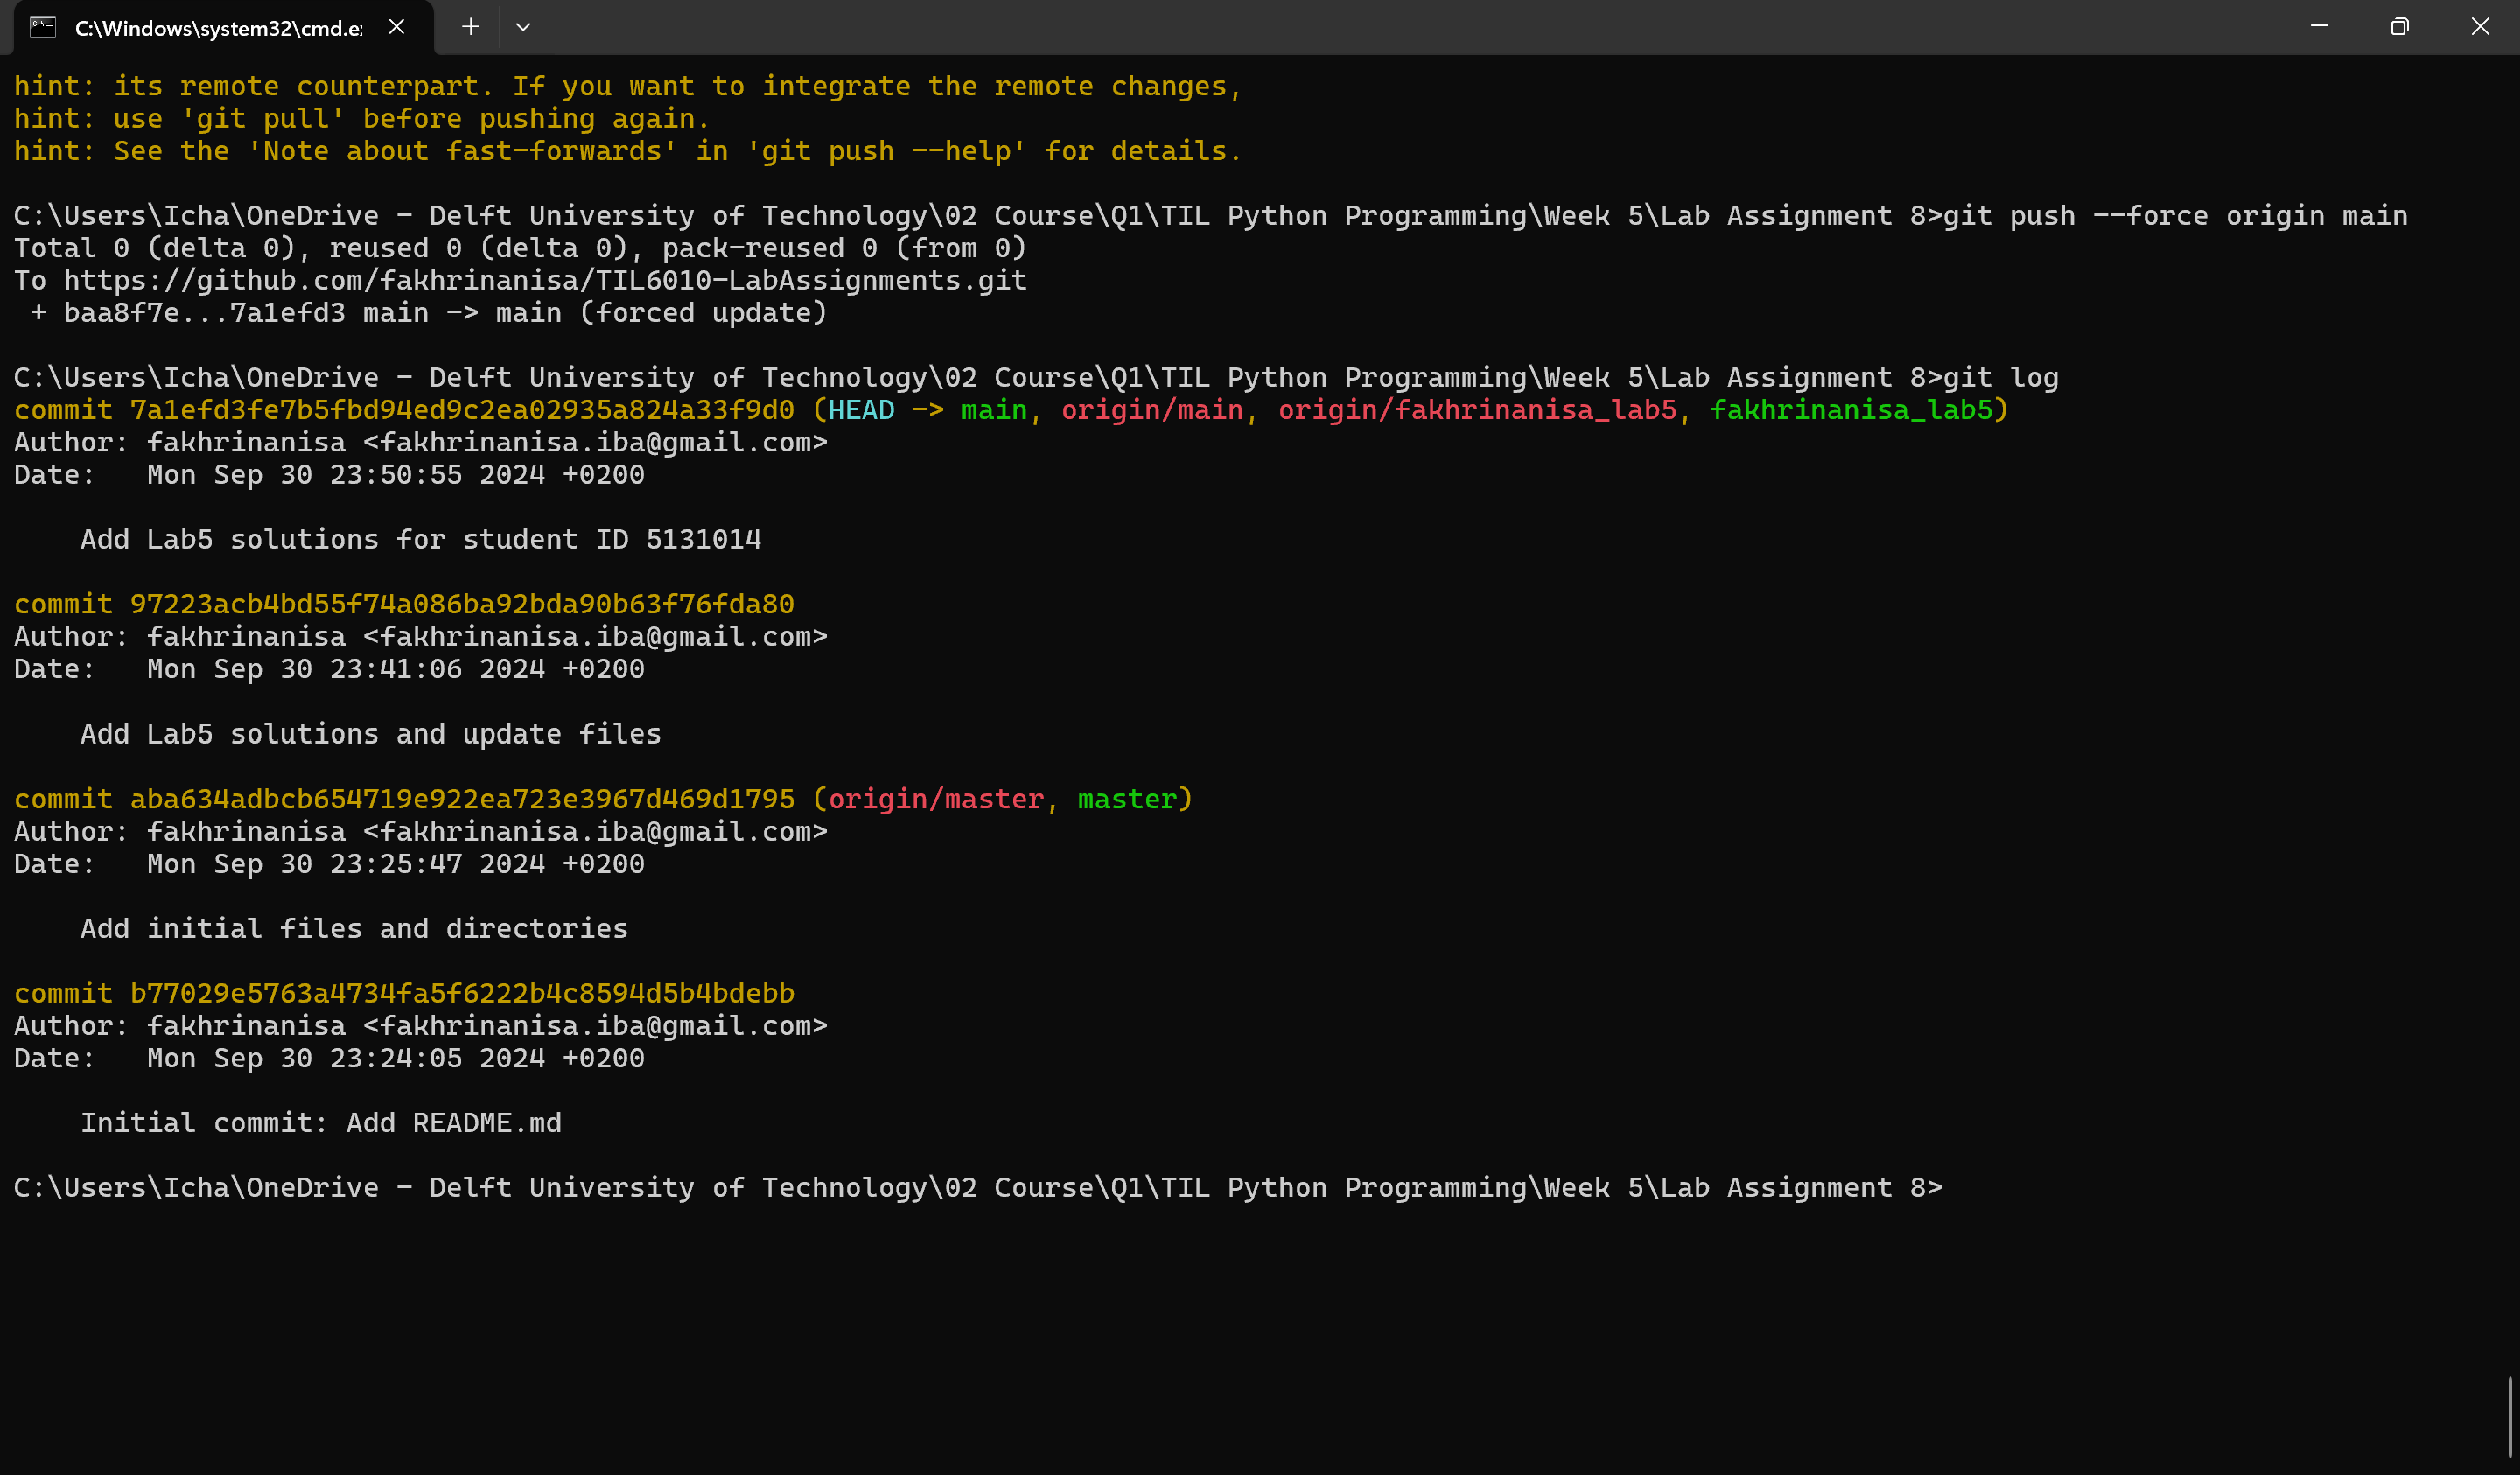 C:\Windows\system32\cmd.e
hint: its remote counterpart. If you want to integrate the remote changes,
hint: use 'git pull' before pushing again.
hint: See the 'Note about fast-forwards' in 'git push --help' for details.
C:\Users\Icha\OneDrive - Delft University of Technology\02 Course\Q1\TIL Python Programming\Week 5\Lab Assignment 8>git push --force origin main
Total 0 (delta 0), reused 0 (delta 0), pack-reused 0 (from 0)
To https://github.com/fakhrinanisa/TIL6010-LabAssignments.git
 + baa8f7e...7a1efd3 main -> main (forced update)
C:\Users\Icha\OneDrive - Delft University of Technology\02 Course\Q1\TIL Python Programming\Week 5\Lab Assignment 8>git log
commit 7a1efd3fe7b5fbd94ed9c2ea02935a824a33f9d0 (HEAD -> main, origin/main, origin/fakhrinanisa_lab5, fakhrinanisa_lab5)
Author: fakhrinanisa <fakhrinanisa.iba@gmail.com>
Date:   Mon Sep 30 23:50:55 2024 +0200
    Add Lab5 solutions for student ID 5131014
commit 97223acb4bd55f74a086ba92bda90b63f76fda80
Author: fakhrinanisa <fakhrinanisa.iba@gmail.com>
Date:   Mon Sep 30 23:41:06 2024 +0200
    Add Lab5 solutions and update files
commit aba634adbcb654719e922ea723e3967d469d1795 (origin/master, master)
Author: fakhrinanisa <fakhrinanisa.iba@gmail.com>
Date:   Mon Sep 30 23:25:47 2024 +0200
    Add initial files and directories
commit b77029e5763a4734fa5f6222b4c8594d5b4bdebb
Author: fakhrinanisa <fakhrinanisa.iba@gmail.com>
Date:   Mon Sep 30 23:24:05 2024 +0200
    Initial commit: Add README.md
C:\Users\Icha\OneDrive - Delft University of Technology\02 Course\Q1\TIL Python Programming\Week 5\Lab Assignment 8>